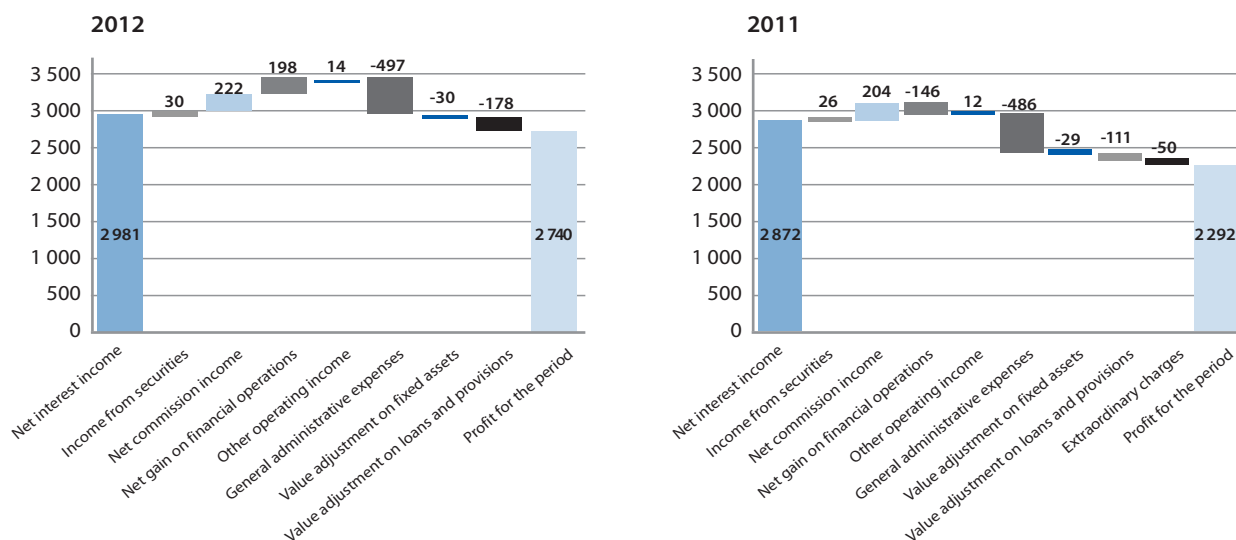 2012
3 500
3 000
2 500
2 000
1 500
1 000
500
0
2 981
30
222
198
14
-497
-30
-178
2 740
Net interest income
Income from securities
Net commission income
Net gain on financial operations
Other operating income
General administrative expenses
Value adjustment on fixed assets
Value adjustment on loans and provisions
Profit for the period
2011
3 500
3 000
2 500
2 000
1 500
1 000
500
0
2 872
26
204
-146
12
-486
-29
-111
-50
2 292
Net interest income
Income from securities
Net commission income
Net gain on financial operations
Other operating income
General administrative expenses
Value adjustment on fixed assets
Value adjustment on loans and provisions
Extraordinary charges
Profit for the period